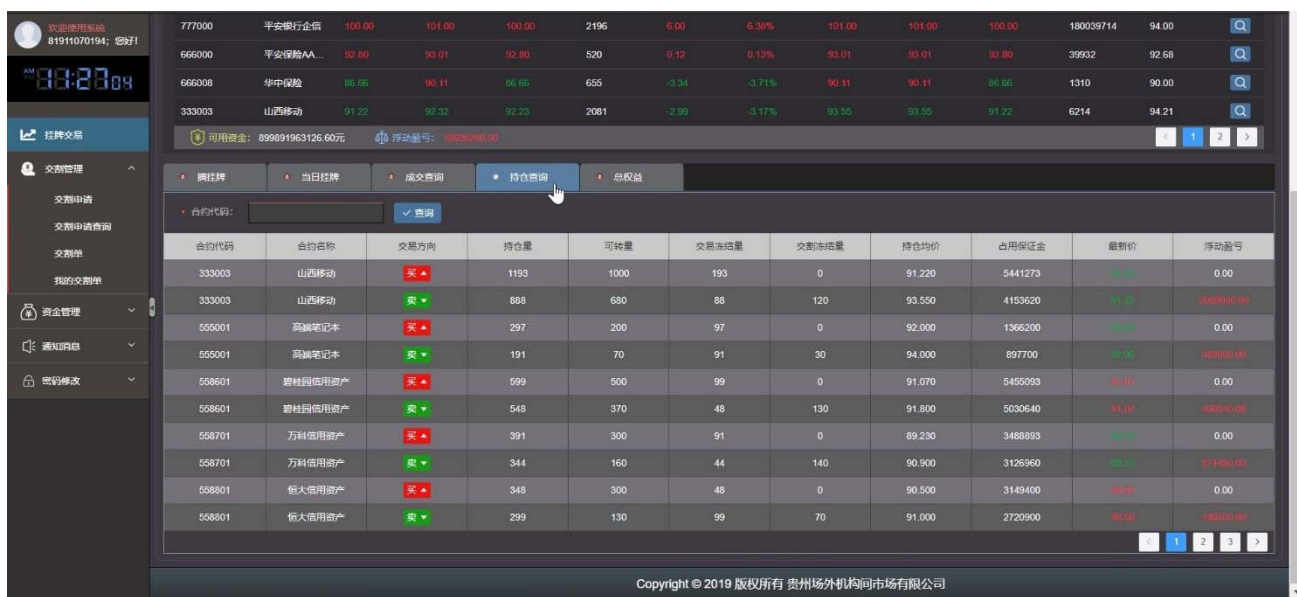 欢迎使用系统
81911070194; 您好!
AM 11:27 04
挂牌交易
交割管理
交割申请
交割申请查询
交割单
我的交割单
资金管理
通知消息
密码修改
777000 平安银行企信 100.00 101.00 100.00 2196 6.00 6.38% 101.00 101.00 100.00 180039714 94.00
666000 平安保险AA... 92.80 93.01 92.80 520 0.12 0.13% 93.01 93.01 92.80 39932 92.68
666008 华中保险 86.66 90.11 86.66 655 -3.34 -3.71% 90.11 90.11 86.66 1310 90.00
333003 山西移动 91.22 92.32 92.23 2081 -2.99 -3.17% 93.55 93.55 91.22 6214 94.21
可用资金: 899891963126.60元 浮动盈亏:
< 1 2 >
摘挂牌 当日挂牌 成交查询 持仓查询 总权益
合约代码: 查询
合约代码 合约名称 交易方向 持仓量 可转量 交易冻结量 交割冻结量 持仓均价 占用保证金 最新价 浮动盈亏
333003 山西移动 买 1193 1000 193 0 91.220 5441273 0.00
333003 山西移动 卖 888 680 88 120 93.550 4153620
555001 高端笔记本 买 297 200 97 0 92.000 1366200 0.00
555001 高端笔记本 卖 191 70 91 30 94.000 897700
558601 碧桂园信用资产 买 599 500 99 0 91.070 5455093 0.00
558601 碧桂园信用资产 卖 548 370 48 130 91.800 5030640
558701 万科信用资产 买 391 300 91 0 89.230 3488893 0.00
558701 万科信用资产 卖 344 160 44 140 90.900 3126960
558801 恒大信用资产 买 348 300 48 0 90.500 3149400 0.00
558801 恒大信用资产 卖 299 130 99 70 91.000 2720900
< 1 2 3 >
Copyright © 2019 版权所有 贵州场外机构间市场有限公司